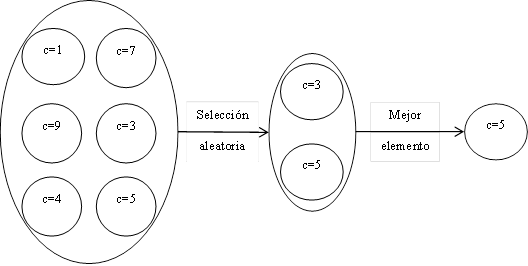 c=1
c=7
c=9
c=3
c=4
c=5
Selección
aleatoria
c=3
c=5
Mejor
elemento
c=5